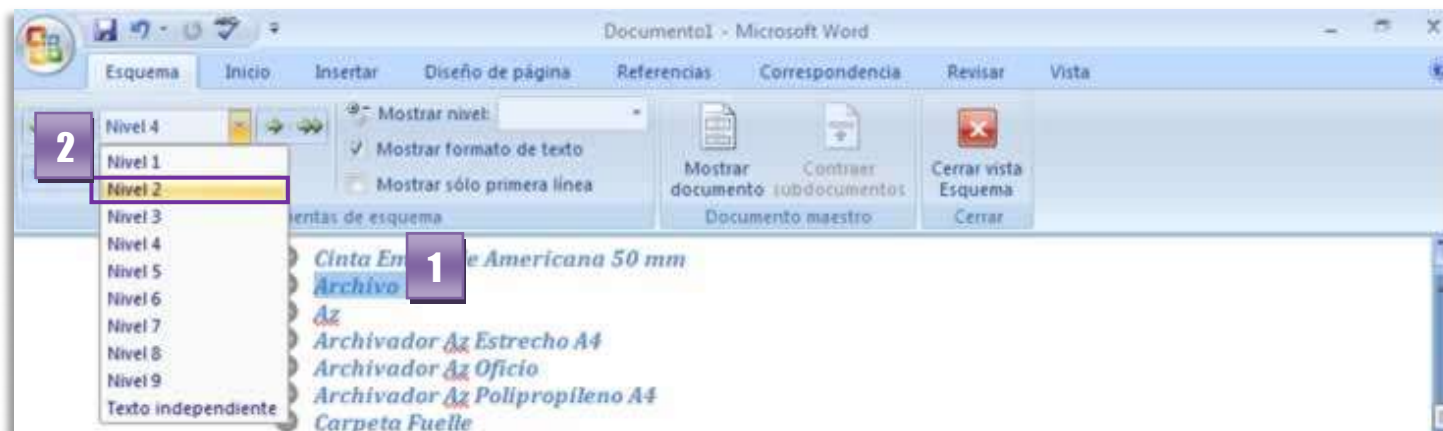 Documento1 - Microsoft Word
Esquema Inicio Insertar Diseño de página Referencias Correspondencia Revisar Vista
Nivel 4
Mostrar nivel:
Mostrar formato de texto
Mostrar sólo primera línea
Mostrar documento
Contraer subdocumentos
Cerrar vista Esquema
de esquema
Documento maestro
Cerrar
2
Nivel 1
Nivel 2
Nivel 3
Nivel 4
Nivel 5
Nivel 6
Nivel 7
Nivel 8
Nivel 9
Texto independiente
1
Cinta Americana 50 mm
Archivo
Az
Archivador Az Estrecho A4
Archivador Az Oficio
Archivador Az Polipropileno A4
Carpeta Fuelle